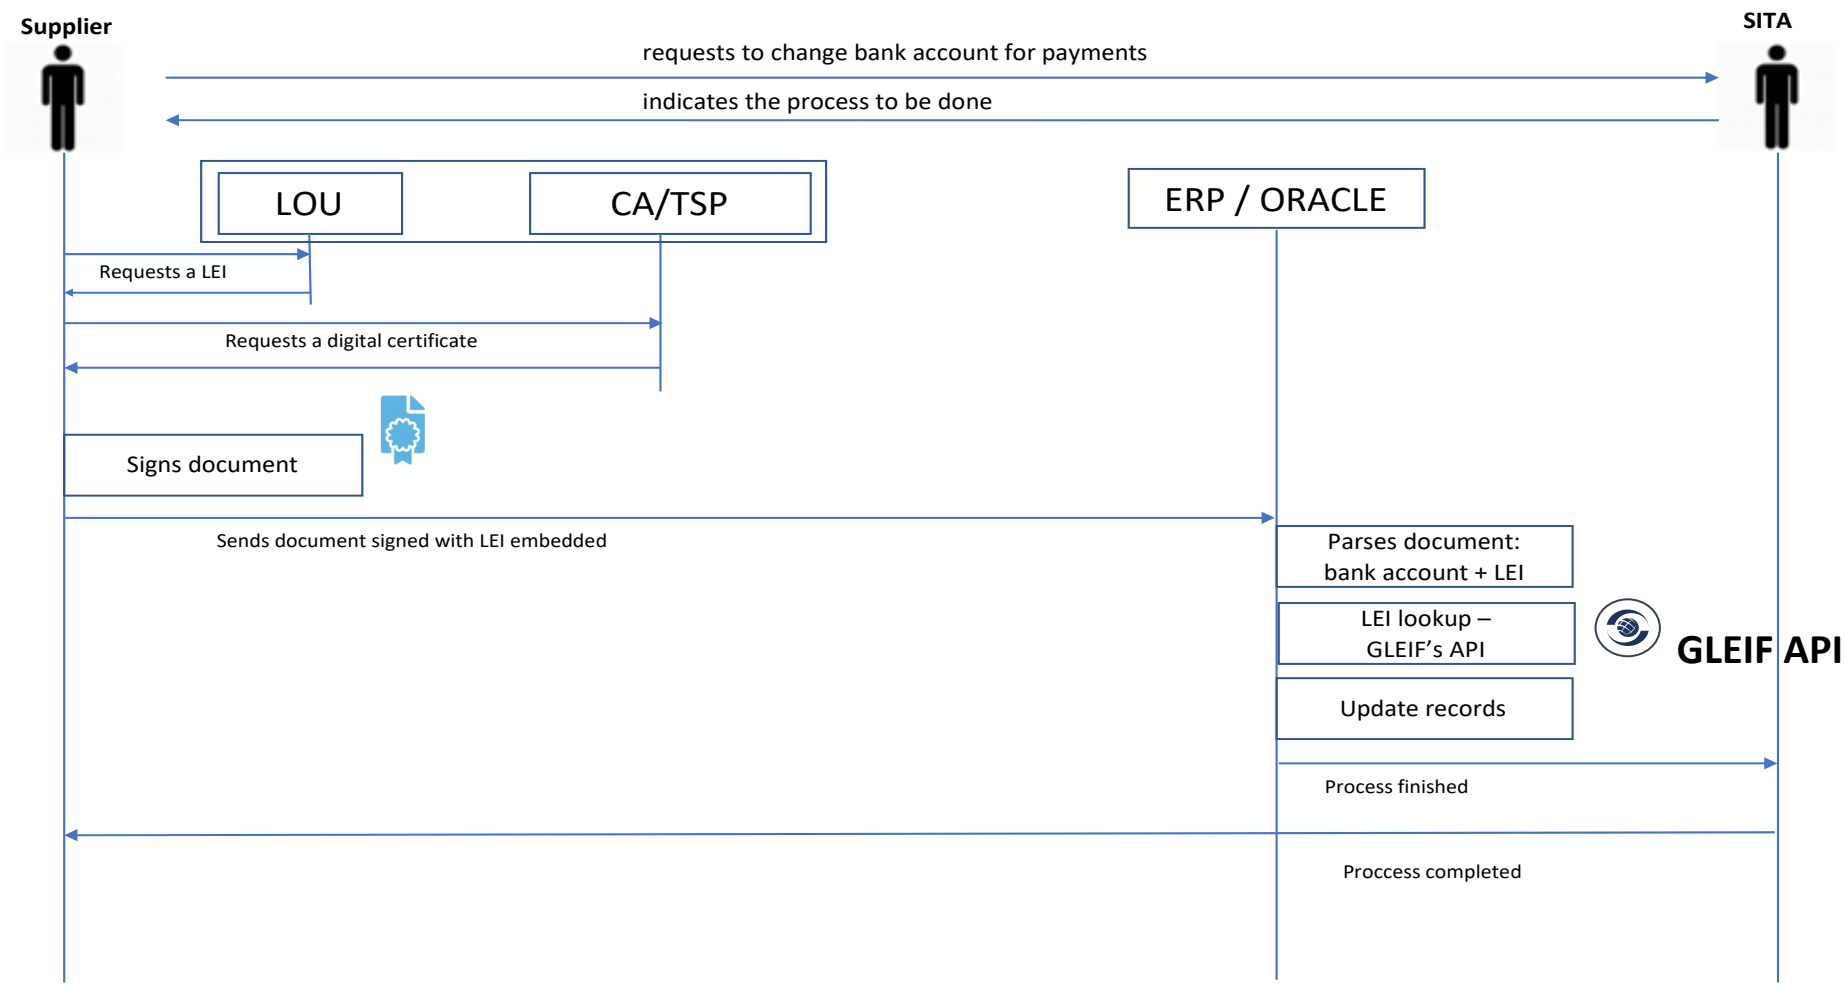 Supplier
SITA
requests to change bank account for payments
indicates the process to be done
LOU
CA/TSP
ERP / ORACLE
Requests a LEI
Requests a digital certificate
Signs document
Sends document signed with LEI embedded
Parses document:
bank account + LEI
LEI lookup –
GLEIF’s API
GLEIF API
Update records
Process finished
Proccess completed